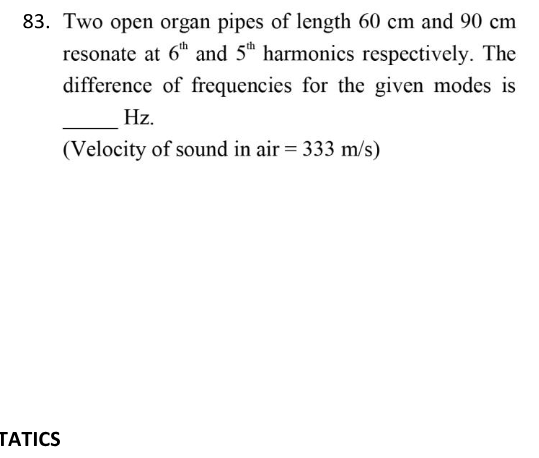 83. Two open organ pipes of length 60 cm and 90 cm
resonate at 6th and 5th harmonics respectively. The
difference of frequencies for the given modes is
_____ Hz.
(Velocity of sound in air = 333 m/s)
TATICS